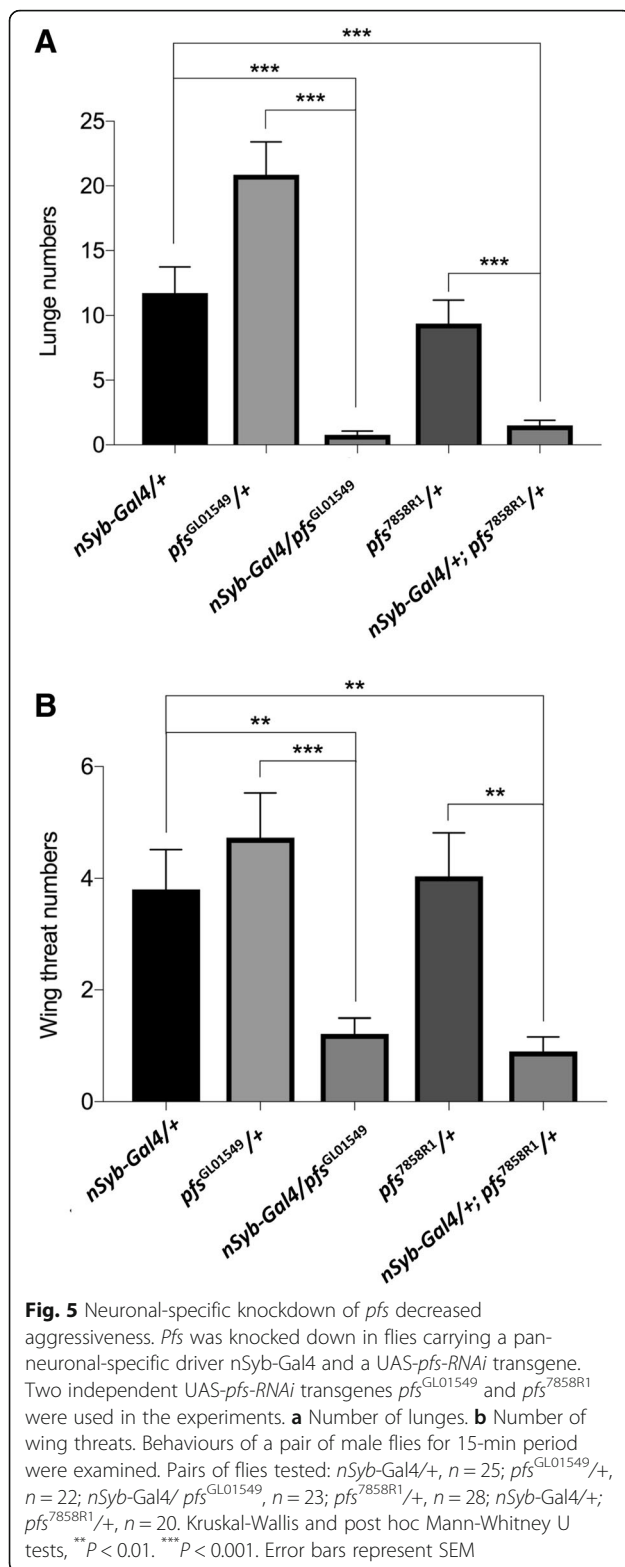 A
***
***
***
***
25
20
15
10
5
0
Lunge numbers
nSyb-Gal4/+
pfsGL01549/+
nSyb-Gal4/pfsGL01549
pfs7858R1/+
nSyb-Gal4/+; pfs7858R1/+
B
**
**
***
**
6
4
2
0
Wing threat numbers
nSyb-Gal4/+
pfsGL01549/+
nSyb-Gal4/pfsGL01549
pfs7858R1/+
nSyb-Gal4/+; pfs7858R1/+
Fig. 5 Neuronal-specific knockdown of pfs decreased
aggressiveness. Pfs was knocked down in flies carrying a pan-
neuronal-specific driver nSyb-Gal4 and a UAS-pfs-RNAi transgene.
Two independent UAS-pfs-RNAi transgenes pfsGL01549 and pfs7858R1
were used in the experiments. a Number of lunges. b Number of
wing threats. Behaviours of a pair of male flies for 15-min period
were examined. Pairs of flies tested: nSyb-Gal4/+, n = 25; pfsGL01549/+,
n = 22; nSyb-Gal4/ pfsGL01549, n = 23; pfs7858R1/+, n = 28; nSyb-Gal4/+;
pfs7858R1/+, n = 20. Kruskal-Wallis and post hoc Mann-Whitney U
tests, **P < 0.01. ***P < 0.001. Error bars represent SEM